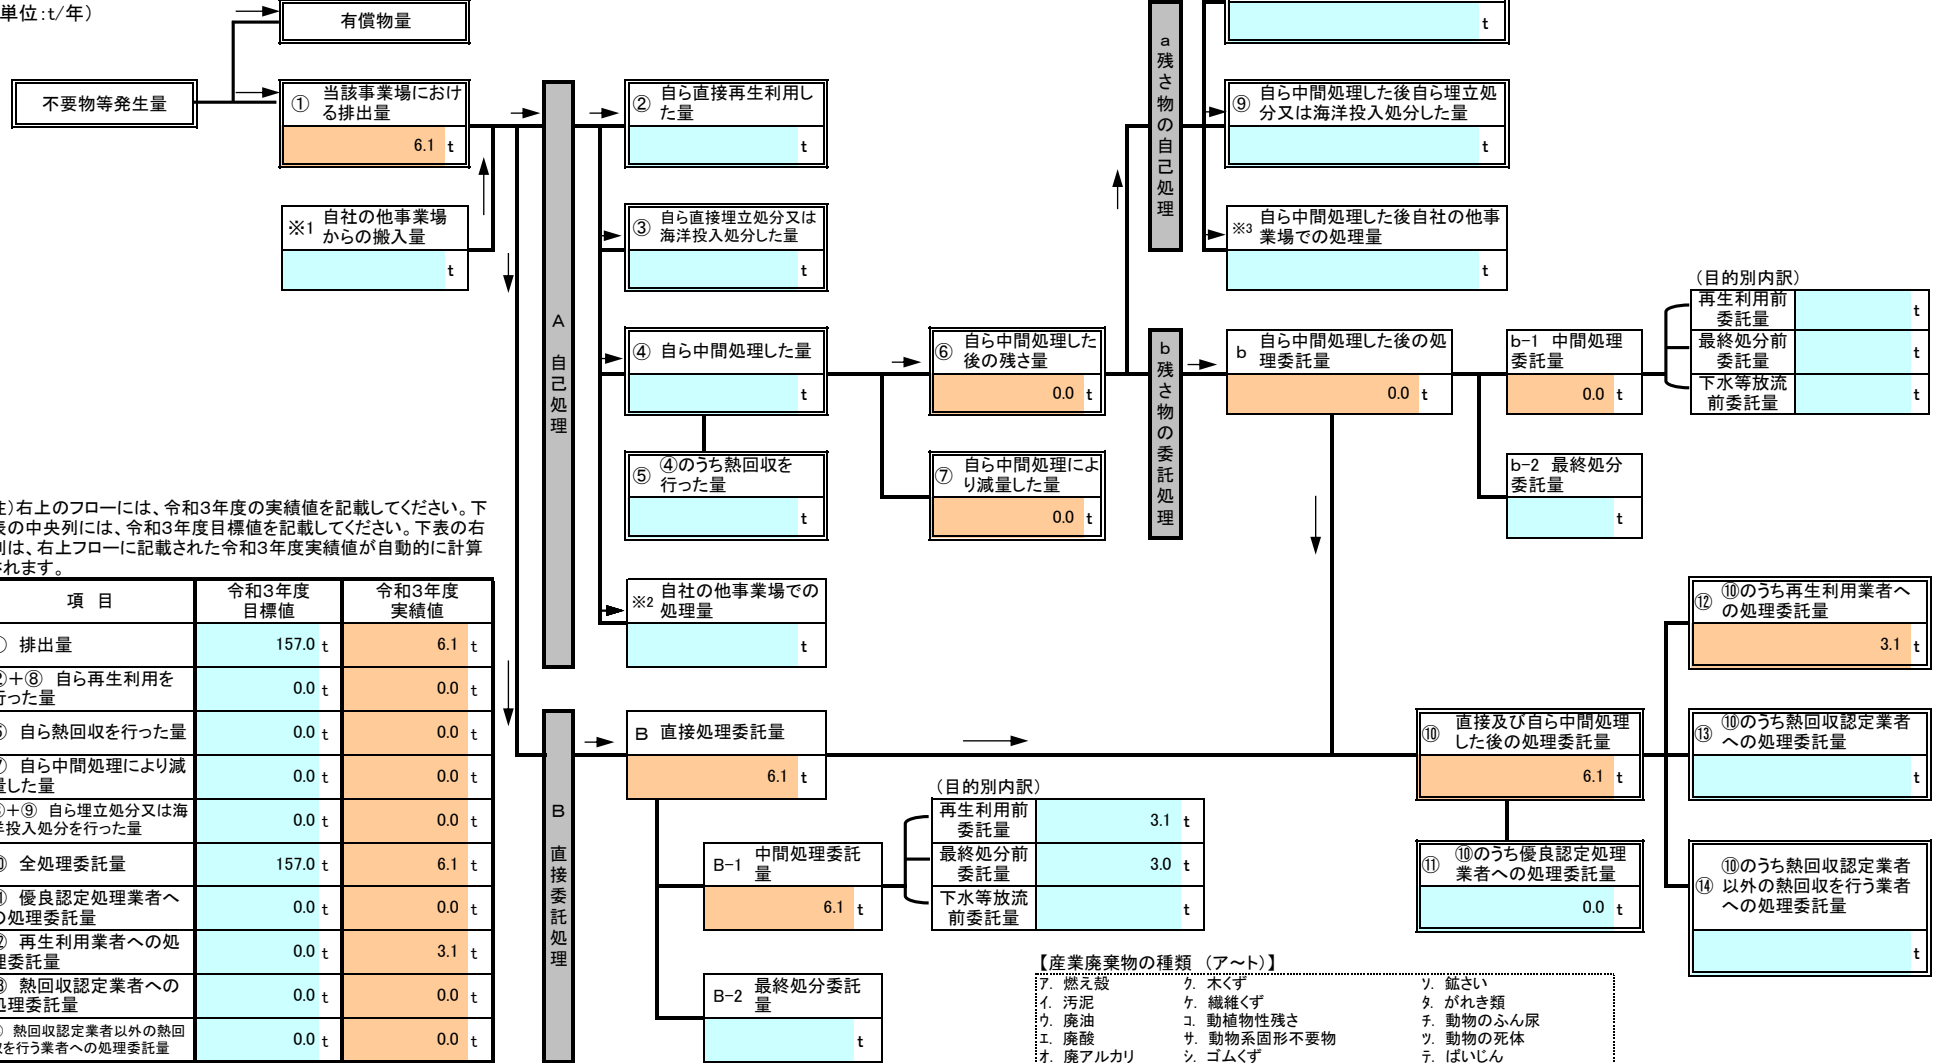 単位:t/年）
有償物量
不要物等発生量
① 当該事業場におけ
る排出量
6.1 t
※1 自社の他事業場
からの搬入量
t
A 自己処理
② 自ら直接再生利用し
た量
t
③ 自ら直接埋立処分又は
海洋投入処分した量
t
④ 自ら中間処理した量
t
⑤ ④のうち熱回収を
行った量
t
※2 自社の他事業場での
処理量
t
⑥ 自ら中間処理した
後の残さ量
0.0 t
⑦ 自ら中間処理によ
り減量した量
0.0 t
a残さ物の自己処理
t
⑨ 自ら中間処理した後自ら埋立処
分又は海洋投入処分した量
t
※3 自ら中間処理した後自社の他事
業場での処理量
t
b残さ物の委託処理
b 自ら中間処理した後の処
理委託量
0.0 t
b-1 中間処理
委託量
0.0 t
b-2 最終処分
委託量
t
（目的別内訳）
再生利用前
委託量 t
最終処分前
委託量 t
下水等放流
前委託量 t
）右上のフローには、令和3年度の実績値を記載してください。下
の中央列には、令和3年度目標値を記載してください。下表の右
は、右上フローに記載された令和3年度実績値が自動的に計算
れます。
項 目 令和3年度
目標値 令和3年度
実績値
排出量 157.0 t 6.1 t
＋⑧ 自ら再生利用を
行った量 0.0 t 0.0 t
自ら熱回収を行った量 0.0 t 0.0 t
自ら中間処理により減
量した量 0.0 t 0.0 t
＋⑨ 自ら埋立処分又は海
洋投入処分を行った量 0.0 t 0.0 t
全処理委託量 157.0 t 6.1 t
優良認定処理業者へ
の処理委託量 0.0 t 0.0 t
再生利用業者への処
理委託量 0.0 t 3.1 t
熱回収認定業者への
処理委託量 0.0 t 0.0 t
熱回収認定業者以外の熱回
収を行う業者への処理委託量 0.0 t 0.0 t
B 直接委託処理
B 直接処理委託量
6.1 t
B-1 中間処理委託
量
6.1 t
B-2 最終処分委託
量
t
（目的別内訳）
再生利用前
委託量 3.1 t
最終処分前
委託量 3.0 t
下水等放流
前委託量 t
⑩ 直接及び自ら中間処理
した後の処理委託量
6.1 t
⑪ ⑩のうち優良認定処理
業者への処理委託量
0.0 t
⑫ ⑩のうち再生利用業者へ
の処理委託量
3.1 t
⑬ ⑩のうち熱回収認定業者
への処理委託量
t
⑭ ⑩のうち熱回収認定業者
以外の熱回収を行う業者
への処理委託量
t
【産業廃棄物の種類 （ア～ト）】
ア. 燃え殻 ク. 木くず ソ. 鉱さい
イ. 汚泥 ケ. 繊維くず タ. がれき類
ウ. 廃油 コ. 動植物性残さ チ. 動物のふん尿
エ. 廃酸 サ. 動物系固形不要物 ツ. 動物の死体
オ. 廃アルカリ シ. ゴムくず テ. ばいじん